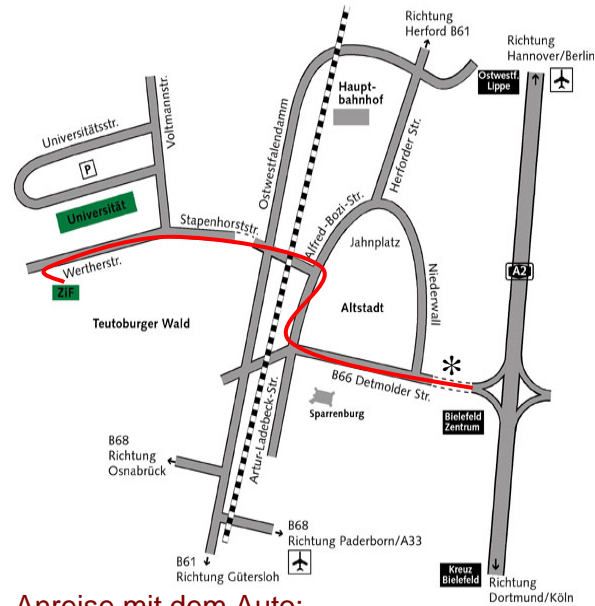 Richtung
Herford B61
Richtung
Hannover/Berlin
Ostwestf.
Lippe
Haupt-
bahnhof
Voltmannstr.
Universitätsstr.
P
Ostwestfalendamm
Herforder Str.
Universität
Stapenhorststr.
Alfred-Bozi-Str.
Jahnplatz
Wertherstr.
ZiF
Niederwall
A2
Altstadt
Teutoburger Wald
*
B66 Detmolder Str.
Sparrenburg
Bielefeld
Zentrum
Artur-Ladebeck-Str.
B68
Richtung
Osnabrück
B68
Richtung Paderborn/A33
B61
Richtung Gütersloh
Kreuz
Bielefeld
Richtung
Dortmund/Köln
Anreise mit dem Auto: